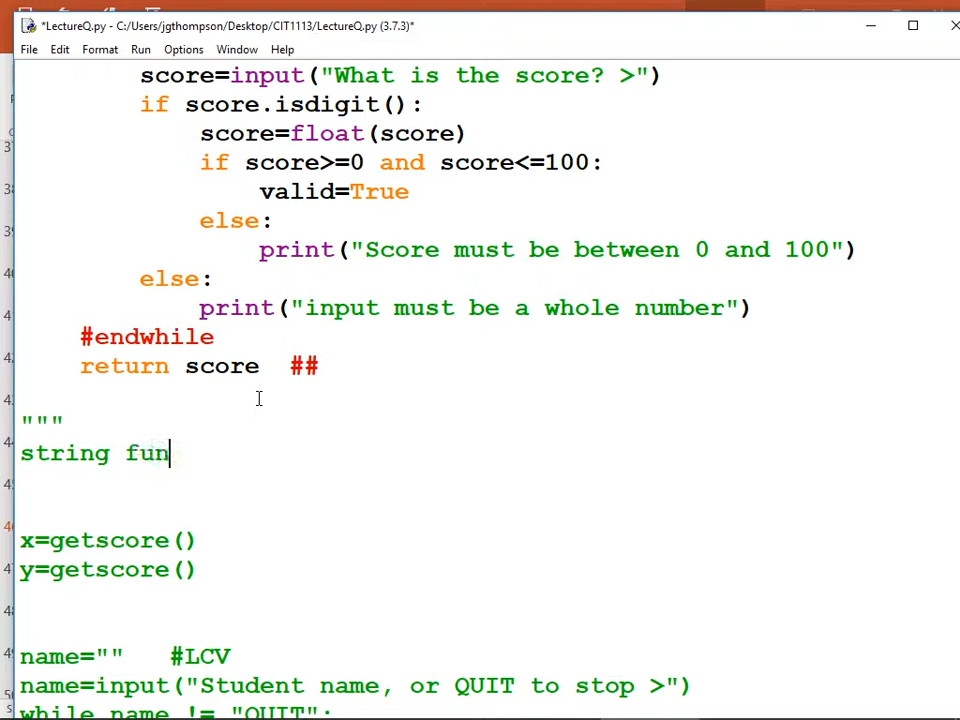 *LectureQ.py - C:/Users/jgthompson/Desktop/CIT1113/LectureQ.py (3.7.3)*
File Edit Format Run Options Window Help
score=input("What is the score? >")
if score.isdigit():
score=float(score)
if score>=0 and score<=100:
valid=True
else:
print("Score must be between 0 and 100")
else:
print("input must be a whole number")
#endwhile
return score ##
"""
string fun
x=getscore()
y=getscore()
name="" #LCV
name=input("Student name, or QUIT to stop >")
while name != "QUIT":